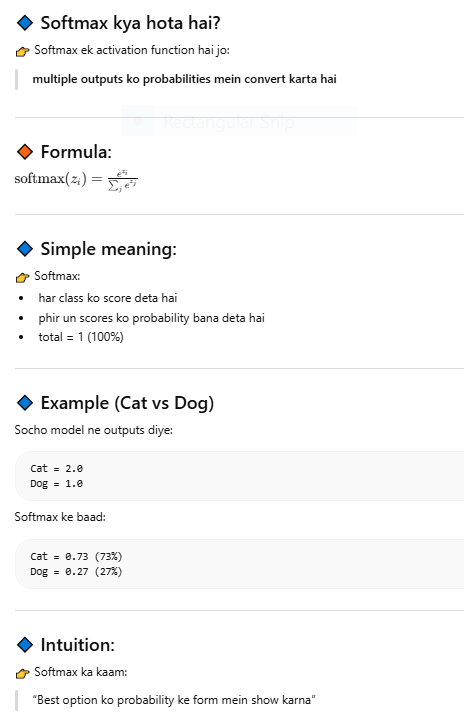 🔷 Softmax kya hota hai?
👉 Softmax ek activation function hai jo:
multiple outputs ko probabilities mein convert karta hai
Rectangular Snip
🔶 Formula:
softmax(z_i) = e^{z_i} / ∑_j e^{z_j}
🔷 Simple meaning:
👉 Softmax:
• har class ko score deta hai
• phir un scores ko probability bana deta hai
• total = 1 (100%)
🔷 Example (Cat vs Dog)
Socho model ne outputs diye:
Cat = 2.0
Dog = 1.0
Softmax ke baad:
Cat = 0.73 (73%)
Dog = 0.27 (27%)
🔷 Intuition:
👉 Softmax ka kaam:
“Best option ko probability ke form mein show karna”